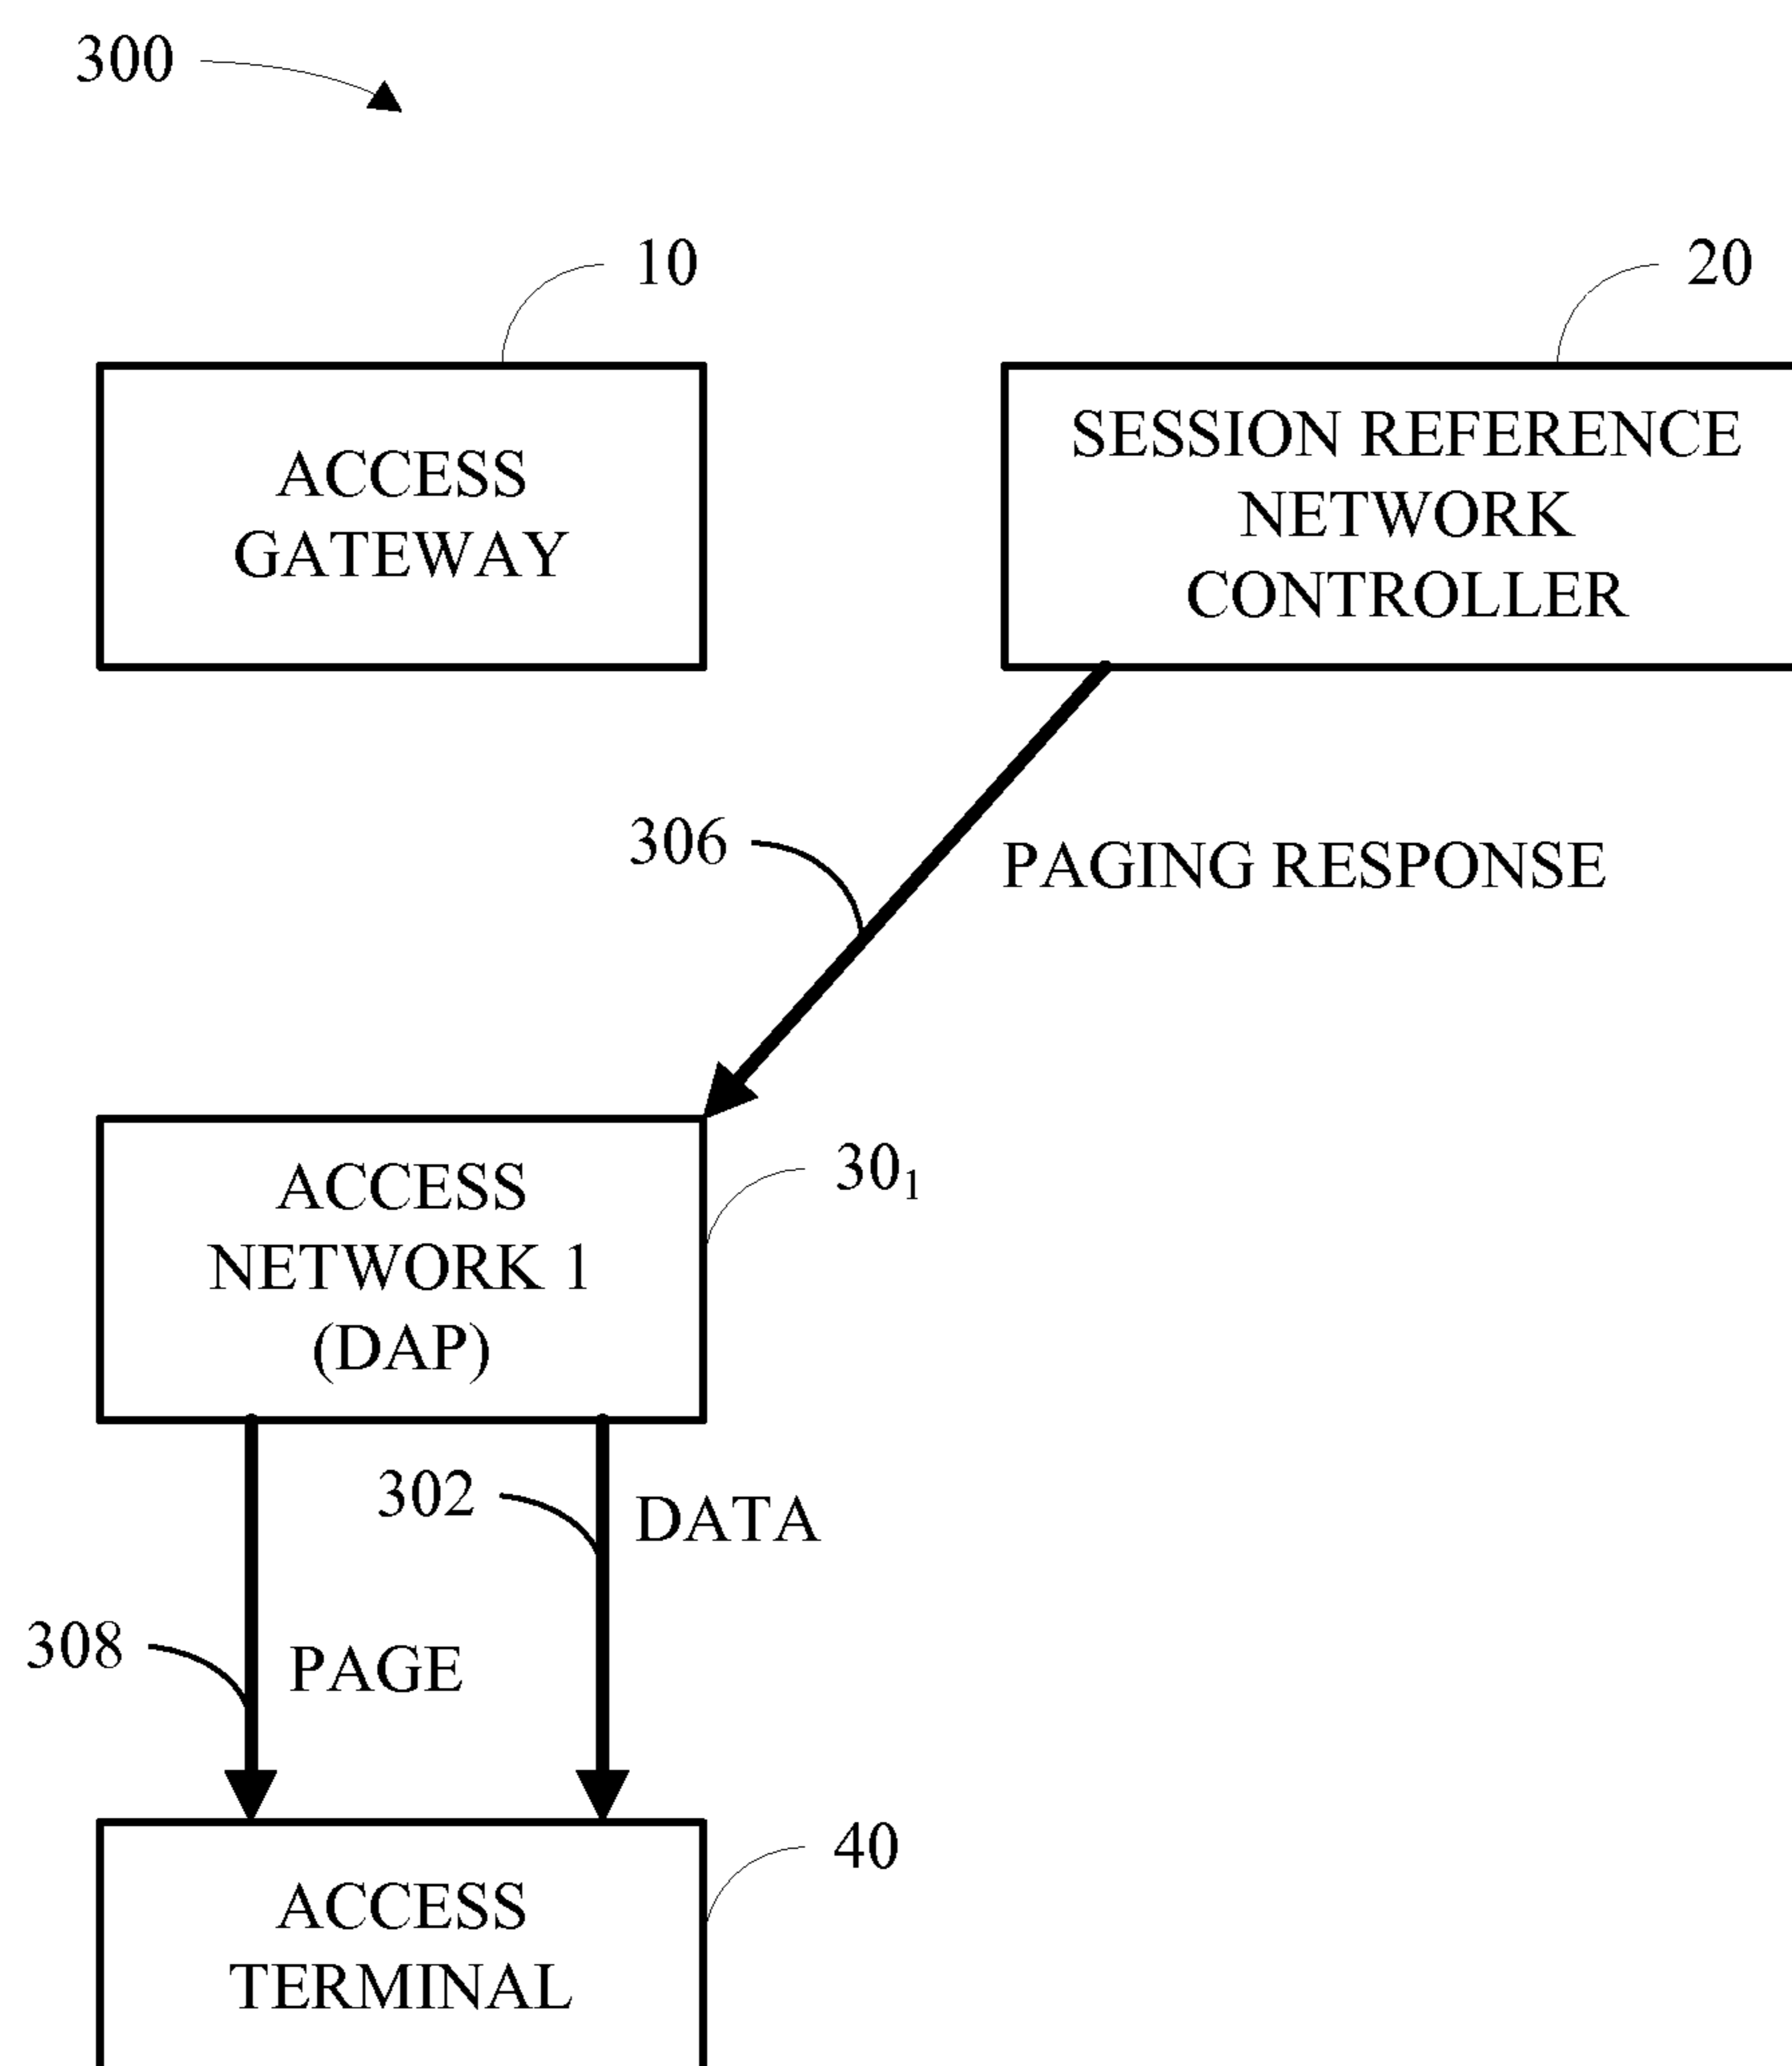 300
10
20
ACCESS
GATEWAY
SESSION REFERENCE
NETWORK
CONTROLLER
306
PAGING RESPONSE
ACCESS
NETWORK 1
(DAP)
30₁
302
DATA
308
PAGE
40
ACCESS
TERMINAL